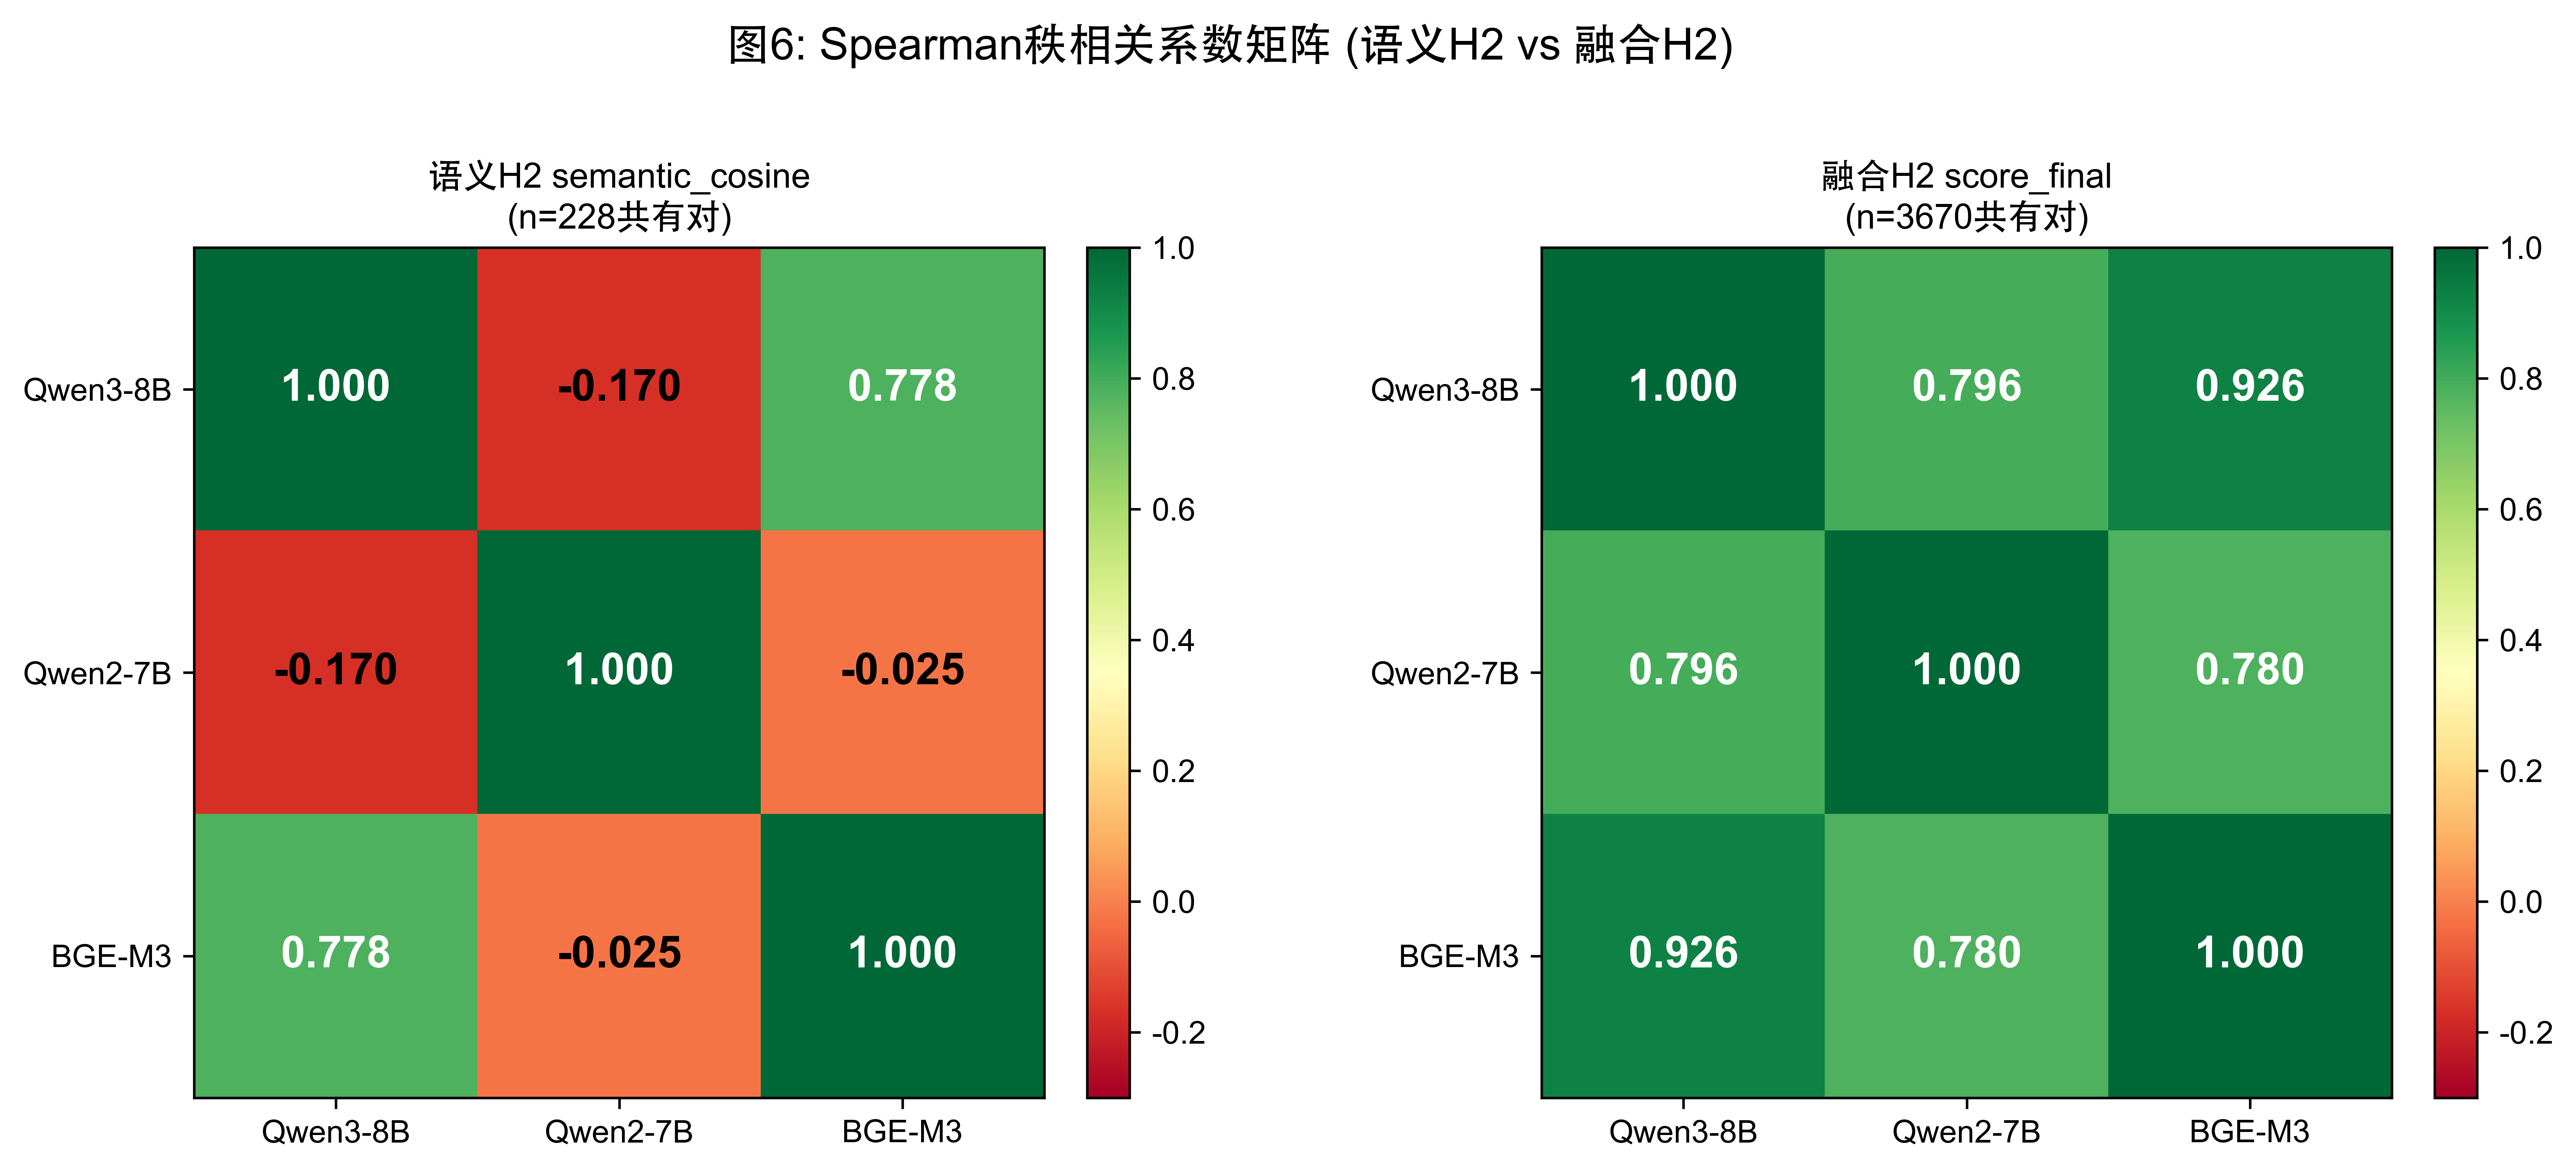 图6: Spearman秩相关系数矩阵 (语义H2 vs 融合H2)
语义H2 semantic_cosine
(n=228共有对)
Qwen3-8B
Qwen2-7B
BGE-M3
1.000 -0.170 0.778
-0.170 1.000 -0.025
0.778 -0.025 1.000
Qwen3-8B Qwen2-7B BGE-M3
1.0
0.8
0.6
0.4
0.2
0.0
-0.2
融合H2 score_final
(n=3670共有对)
Qwen3-8B
Qwen2-7B
BGE-M3
1.000 0.796 0.926
0.796 1.000 0.780
0.926 0.780 1.000
Qwen3-8B Qwen2-7B BGE-M3
1.0
0.8
0.6
0.4
0.2
0.0
-0.2